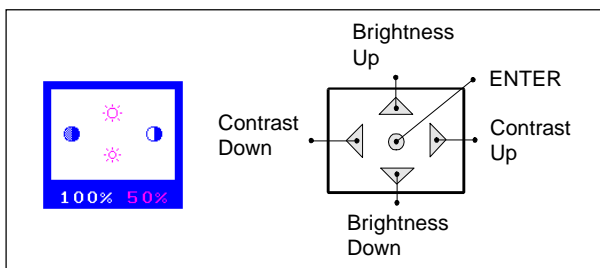 Brightness
Up
ENTER
Contrast
Down
Contrast
Up
100% 50%
Brightness
Down